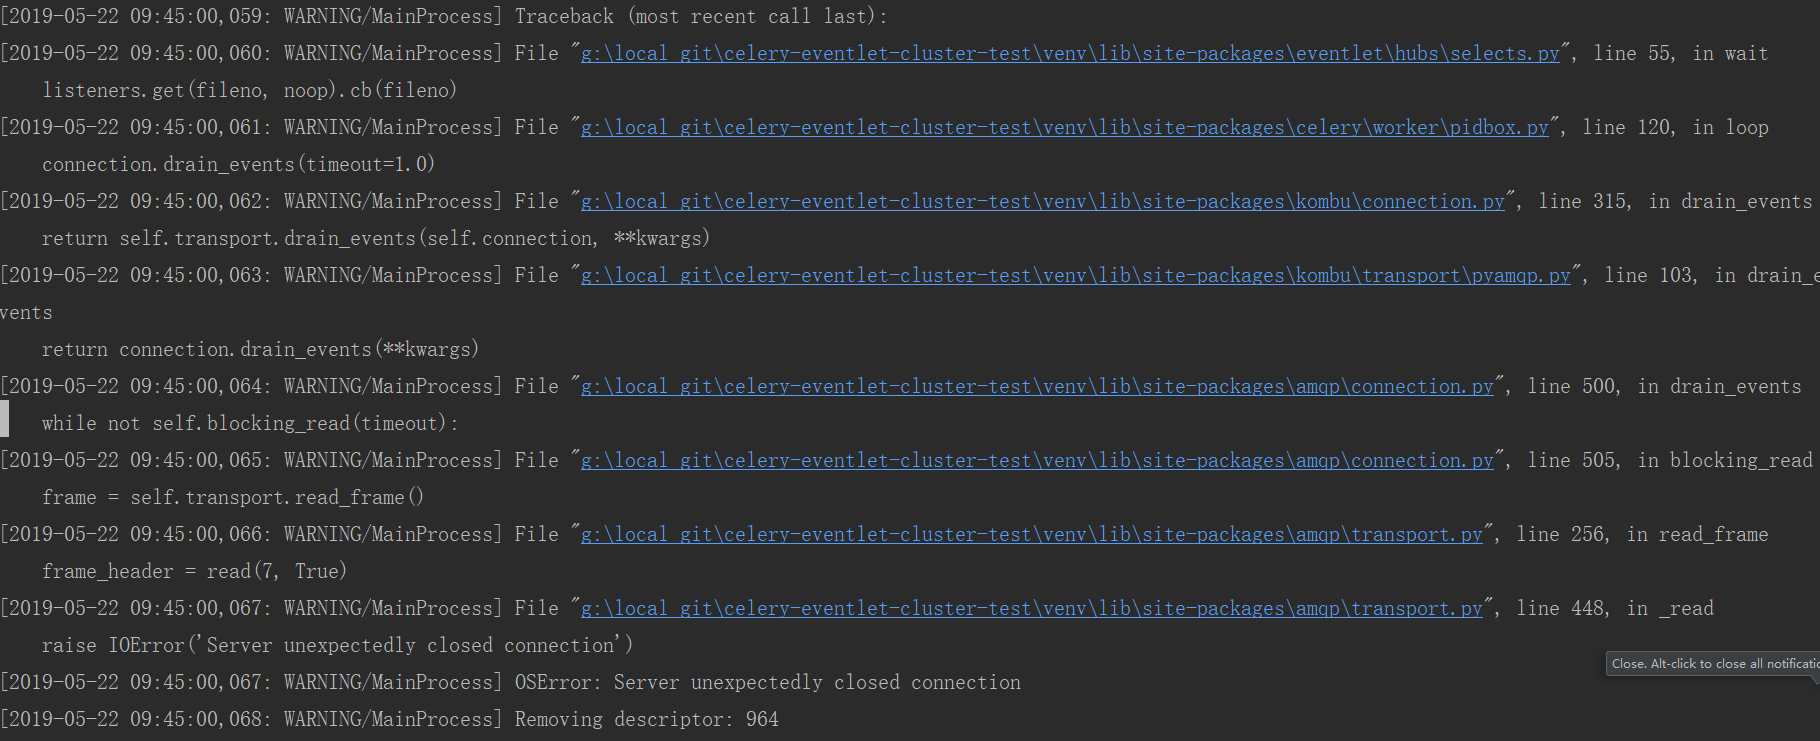 [2019-05-22 09:45:00,059: WARNING/MainProcess] Traceback (most recent call last):
[2019-05-22 09:45:00,060: WARNING/MainProcess] File "g:\local_git\celery-eventlet-cluster-test\venv\lib\site-packages\eventlet\hubs\selects.py", line 55, in wait
listeners.get(fileno, noop).cb(fileno)
[2019-05-22 09:45:00,061: WARNING/MainProcess] File "g:\local_git\celery-eventlet-cluster-test\venv\lib\site-packages\celery\worker\pidbox.py", line 120, in loop
connection.drain_events(timeout=1.0)
[2019-05-22 09:45:00,062: WARNING/MainProcess] File "g:\local_git\celery-eventlet-cluster-test\venv\lib\site-packages\kombu\connection.py", line 315, in drain_events
return self.transport.drain_events(self.connection, **kwargs)
[2019-05-22 09:45:00,063: WARNING/MainProcess] File "g:\local_git\celery-eventlet-cluster-test\venv\lib\site-packages\kombu\transport\pyamqp.py", line 103, in drain_e
vents
return connection.drain_events(**kwargs)
[2019-05-22 09:45:00,064: WARNING/MainProcess] File "g:\local_git\celery-eventlet-cluster-test\venv\lib\site-packages\amqp\connection.py", line 500, in drain_events
while not self.blocking_read(timeout):
[2019-05-22 09:45:00,065: WARNING/MainProcess] File "g:\local_git\celery-eventlet-cluster-test\venv\lib\site-packages\amqp\connection.py", line 505, in blocking_read
frame = self.transport.read_frame()
[2019-05-22 09:45:00,066: WARNING/MainProcess] File "g:\local_git\celery-eventlet-cluster-test\venv\lib\site-packages\amqp\transport.py", line 256, in read_frame
frame_header = read(7, True)
[2019-05-22 09:45:00,067: WARNING/MainProcess] File "g:\local_git\celery-eventlet-cluster-test\venv\lib\site-packages\amqp\transport.py", line 448, in _read
raise IOError('Server unexpectedly closed connection')
Close. Alt-click to close all notificatio
[2019-05-22 09:45:00,067: WARNING/MainProcess] OSError: Server unexpectedly closed connection
[2019-05-22 09:45:00,068: WARNING/MainProcess] Removing descriptor: 964